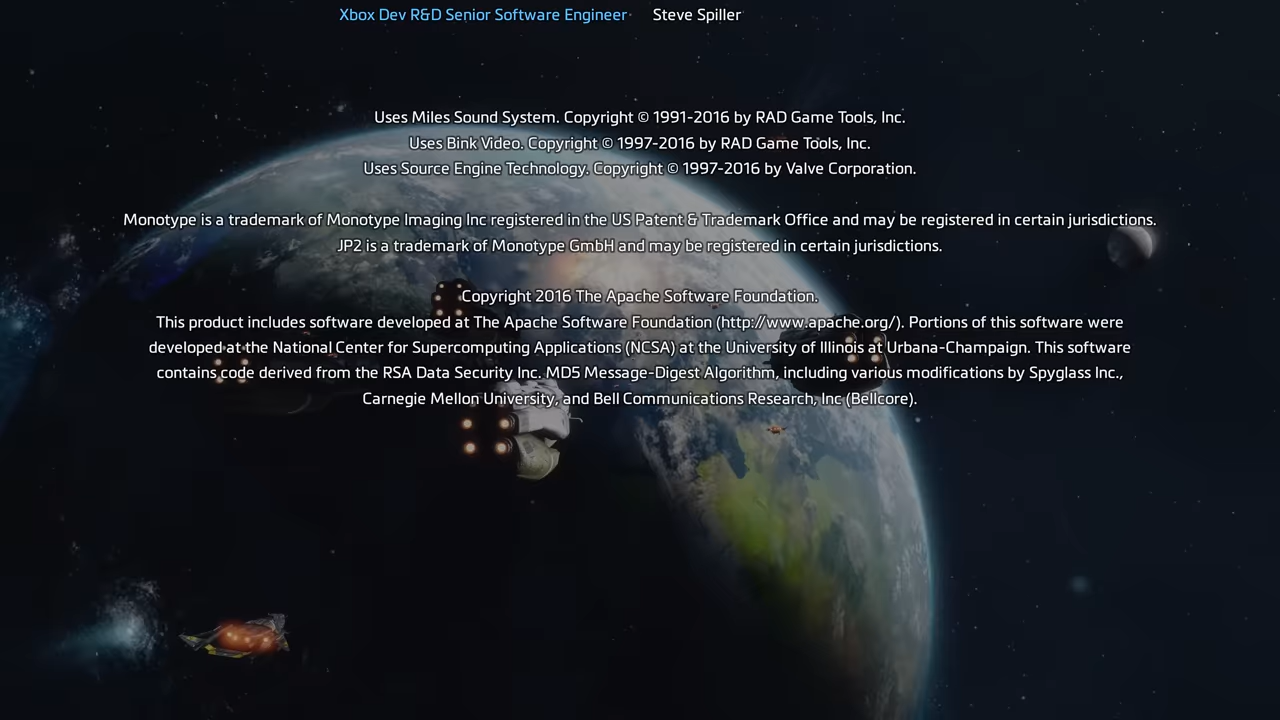 Xbox Dev R&D Senior Software Engineer Steve Spiller
Uses Miles Sound System. Copyright © 1991-2016 by RAD Game Tools, Inc.
Uses Bink Video. Copyright © 1997-2016 by RAD Game Tools, Inc.
Uses Source Engine Technology. Copyright © 1997-2016 by Valve Corporation.
Monotype is a trademark of Monotype Imaging Inc registered in the US Patent & Trademark Office and may be registered in certain jurisdictions.
JP2 is a trademark of Monotype GmbH and may be registered in certain jurisdictions.
Copyright 2016 The Apache Software Foundation.
This product includes software developed at The Apache Software Foundation (http://www.apache.org/). Portions of this software were
developed at the National Center for Supercomputing Applications (NCSA) at the University of Illinois at Urbana-Champaign. This software
contains code derived from the RSA Data Security Inc. MD5 Message-Digest Algorithm, including various modifications by Spyglass Inc.,
Carnegie Mellon University, and Bell Communications Research, Inc (Bellcore).